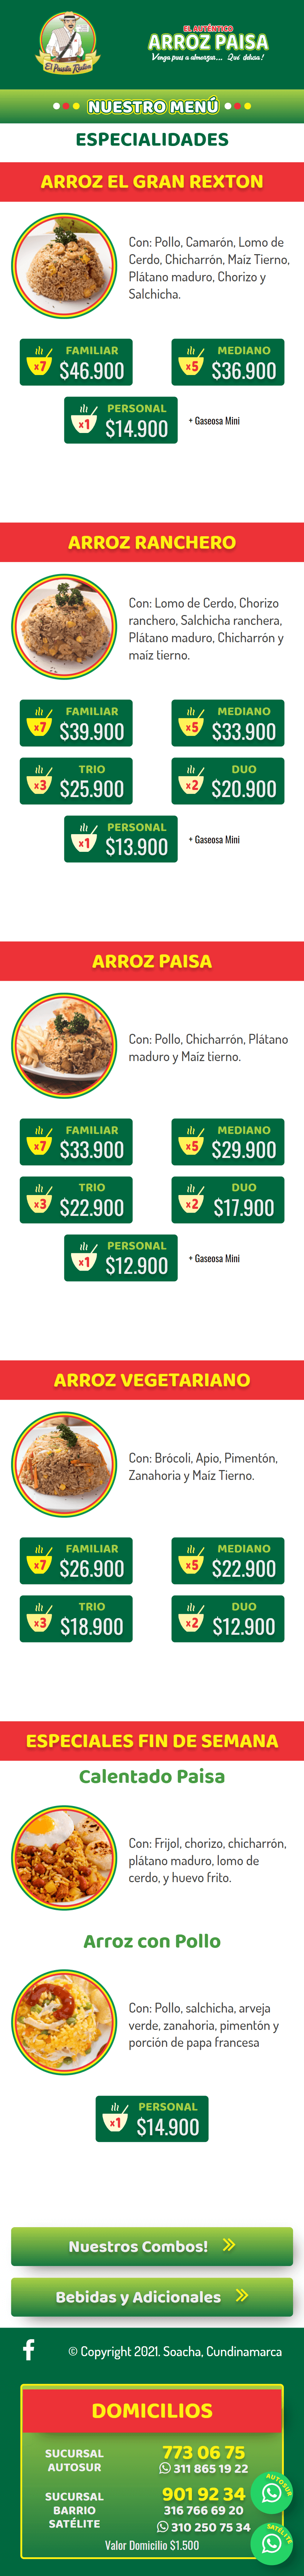 El Puesto Rexton
EL AUTÉNTICO
ARROZ PAISA
Venga pues a almorzar... Qué delicia!
NUESTRO MENÚ
ESPECIALIDADES
ARROZ EL GRAN REXTON
Con: Pollo, Camarón, Lomo de
Cerdo, Chicharrón, Maíz Tierno,
Plátano maduro, Chorizo y
Salchicha.
x7 FAMILIAR $46.900
x5 MEDIANO $36.900
x1 PERSONAL $14.900 + Gaseosa Mini
ARROZ RANCHERO
Con: Lomo de Cerdo, Chorizo
ranchero, Salchicha ranchera,
Plátano maduro, Chicharrón y
maíz tierno.
x7 FAMILIAR $39.900
x5 MEDIANO $33.900
x3 TRIO $25.900
x2 DUO $20.900
x1 PERSONAL $13.900 + Gaseosa Mini
ARROZ PAISA
Con: Pollo, Chicharrón, Plátano
maduro y Maíz tierno.
x7 FAMILIAR $33.900
x5 MEDIANO $29.900
x3 TRIO $22.900
x2 DUO $17.900
x1 PERSONAL $12.900 + Gaseosa Mini
ARROZ VEGETARIANO
Con: Brócoli, Apio, Pimentón,
Zanahoria y Maíz Tierno.
x7 FAMILIAR $26.900
x5 MEDIANO $22.900
x3 TRIO $18.900
x2 DUO $12.900
ESPECIALES FIN DE SEMANA
Calentado Paisa
Con: Frijol, chorizo, chicharrón,
plátano maduro, lomo de
cerdo, y huevo frito.
Arroz con Pollo
Con: Pollo, salchicha, arveja
verde, zanahoria, pimentón y
porción de papa francesa
x1 PERSONAL $14.900
Nuestros Combos!
Bebidas y Adicionales
© Copyright 2021. Soacha, Cundinamarca
DOMICILIOS
SUCURSAL
AUTOSUR
773 06 75
311 865 19 22
SUCURSAL
BARRIO
SATÉLITE
901 92 34
316 766 69 20
310 250 75 34
Valor Domicilio $1.500
AUTOSUR
SATÉLITE